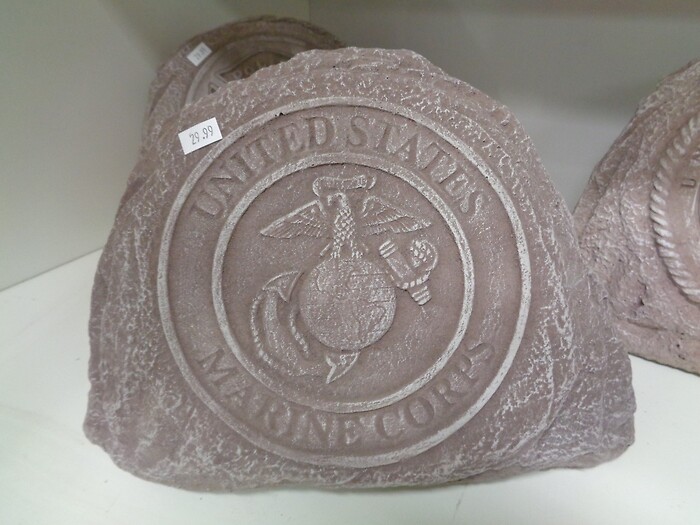 29.99
UNITED STATES
MARINE CORPS